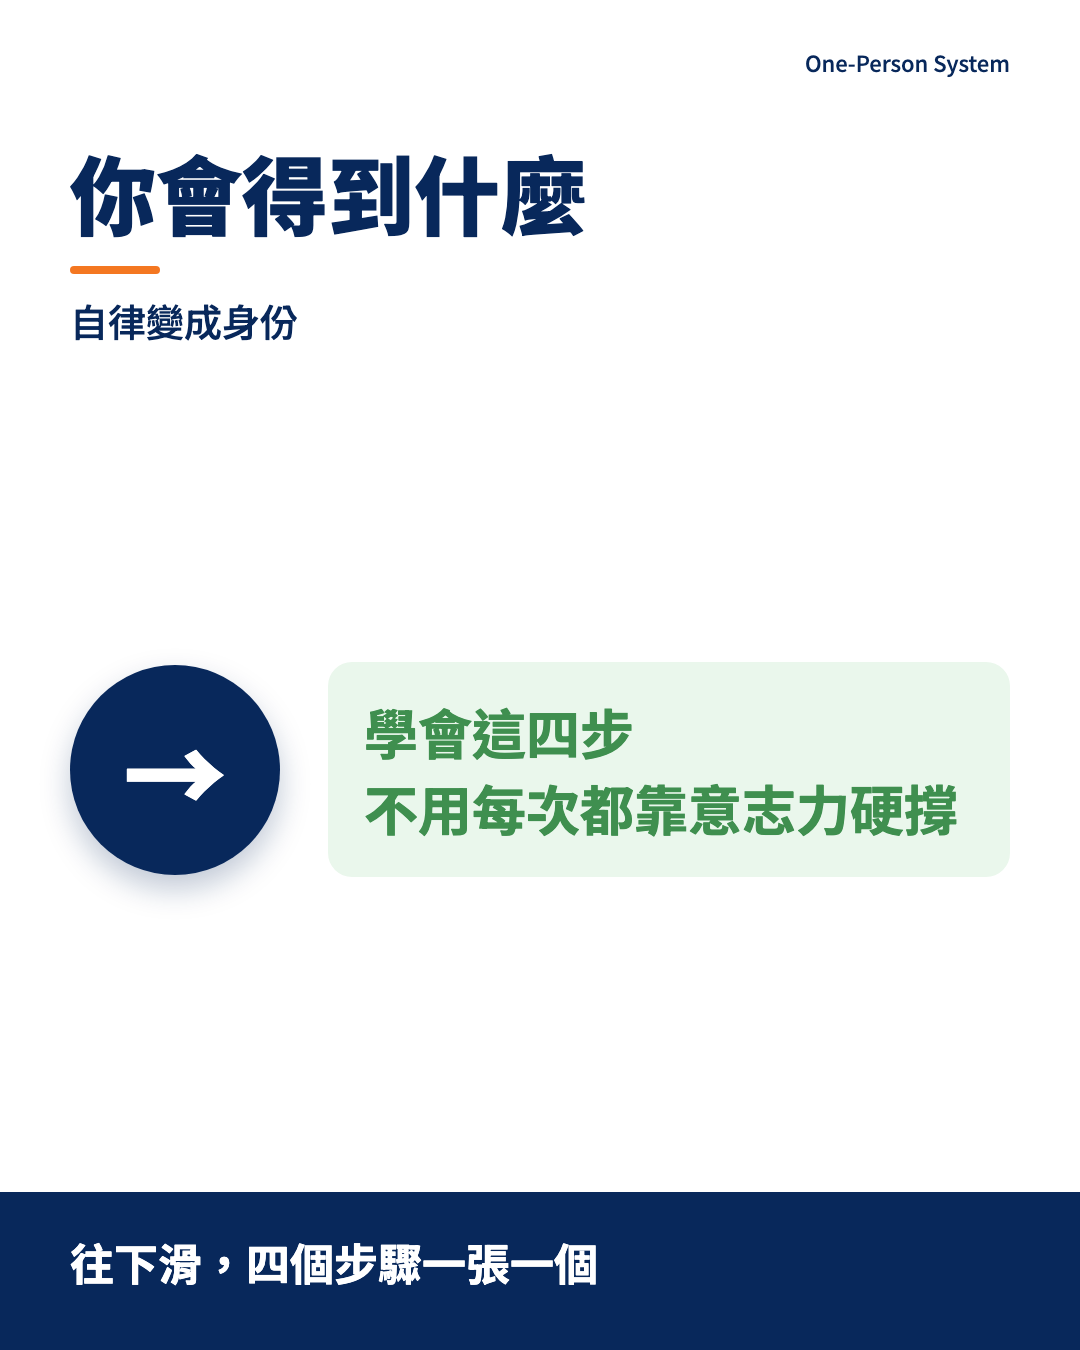 One-Person System
你會得到什麼
自律變成身份
→
學會這四步
不用每次都靠意志力硬撐
往下滑，四個步驟一張一個